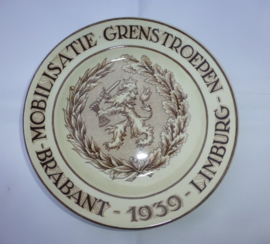 MOBILISATIE GRENSTROEPEN
- BRABANT - 1939 - LIMBURG -